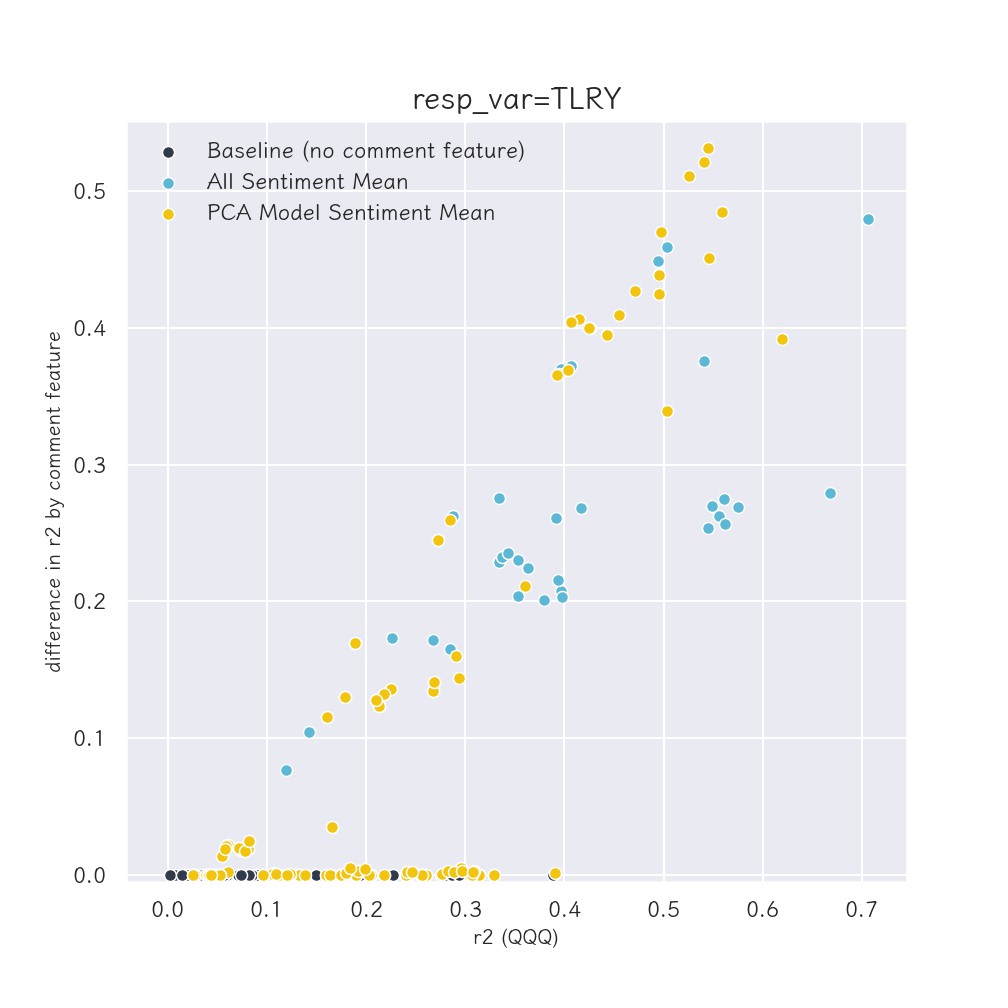 resp_var=TLRY
Baseline (no comment feature)
All Sentiment Mean
PCA Model Sentiment Mean
difference in r2 by comment feature
0.5
0.4
0.3
0.2
0.1
0.0
0.0 0.1 0.2 0.3 0.4 0.5 0.6 0.7
r2 (QQQ)